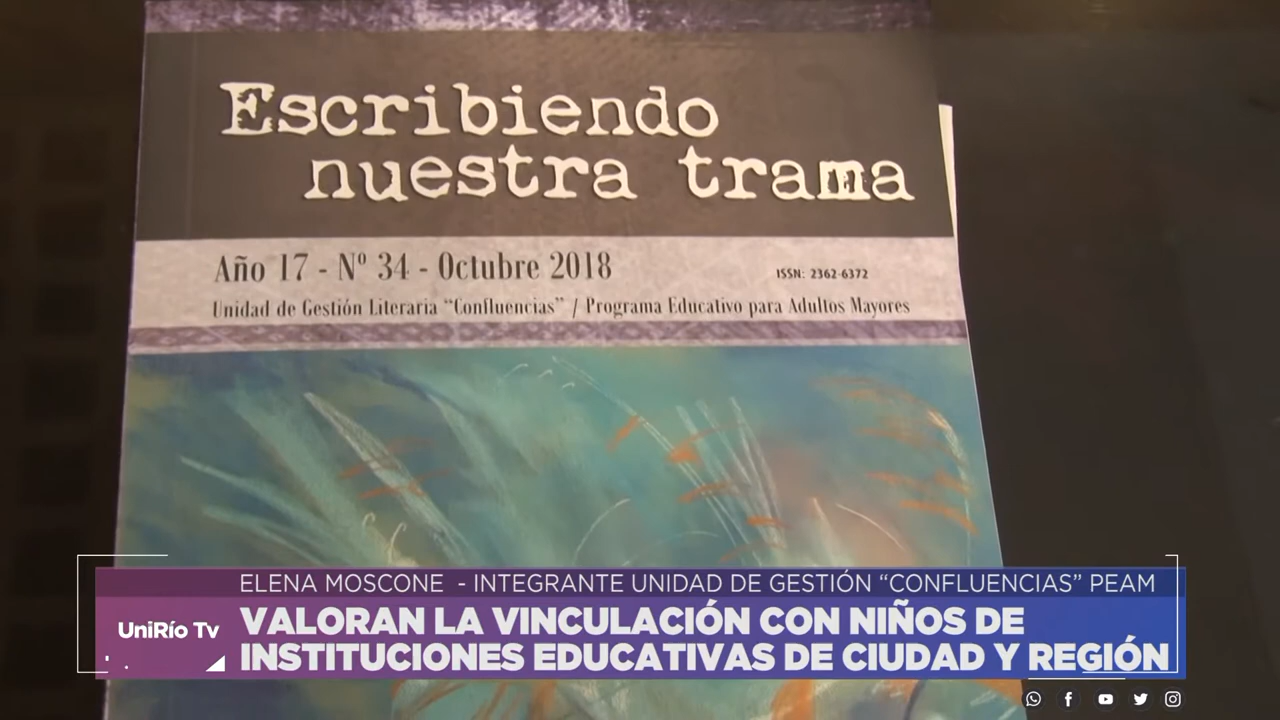 Escribiendo
nuestra trama
Año 17 - Nº 34 - Octubre 2018
ISSN: 2362-6372
Unidad de Gestión Literaria “Confluencias” / Programa Educativo para Adultos Mayores
ELENA MOSCONE - INTEGRANTE UNIDAD DE GESTIÓN “CONFLUENCIAS” PEAM
UniRío Tv
VALORAN LA VINCULACIÓN CON NIÑOS DE
INSTITUCIONES EDUCATIVAS DE CIUDAD Y REGIÓN